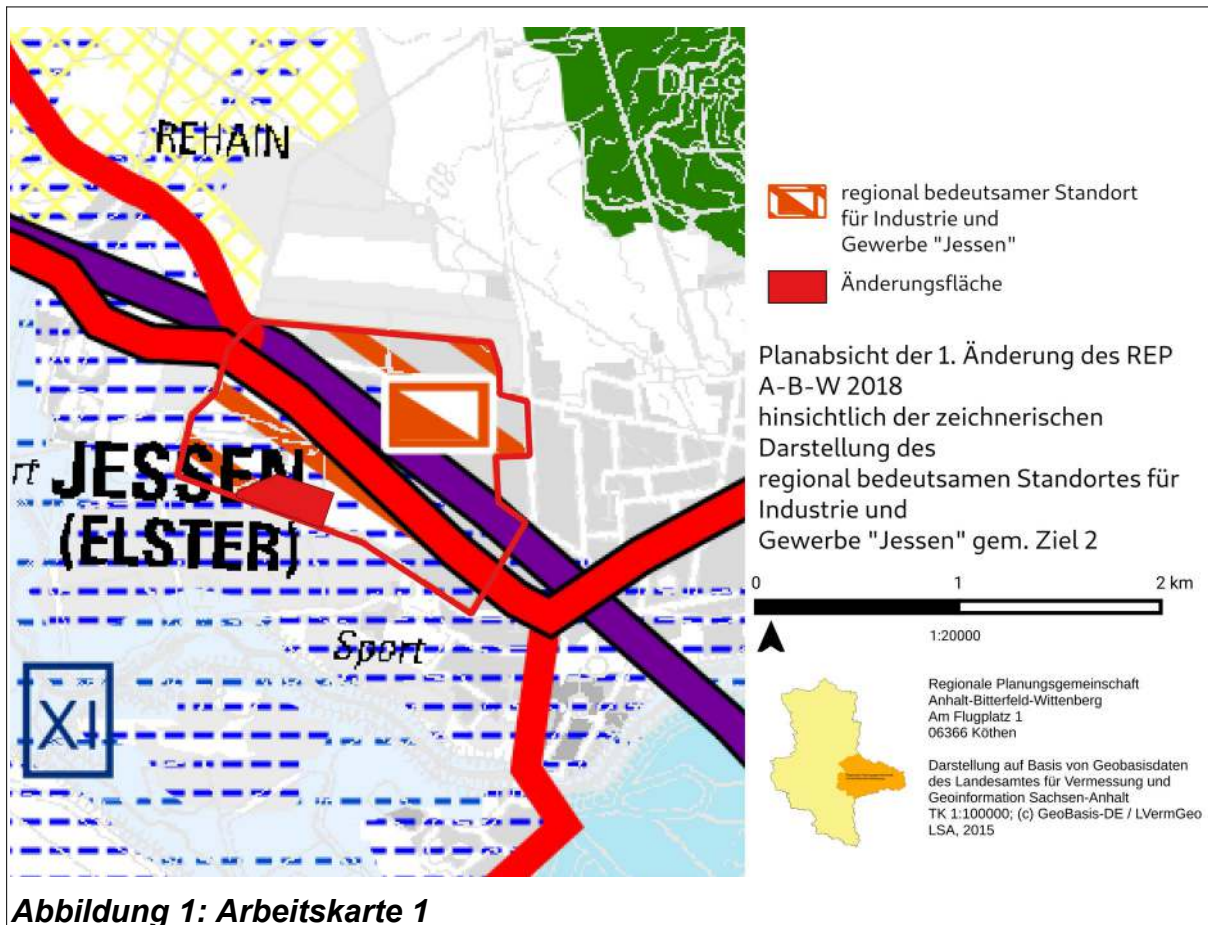 REHAIN
Dies
80
rf JESSEN
(ELSTER)
Sport
XI
regional bedeutsamer Standort
für Industrie und
Gewerbe "Jessen"
Änderungsfläche
Planabsicht der 1. Änderung des REP
A-B-W 2018
hinsichtlich der zeichnerischen
Darstellung des
regional bedeutsamen Standortes für
Industrie und
Gewerbe "Jessen" gem. Ziel 2
0 1 2 km
1:20000
Regionale Planungsgemeinschaft
Anhalt-Bitterfeld-Wittenberg
Am Flugplatz 1
06366 Köthen
Darstellung auf Basis von Geobasisdaten
des Landesamtes für Vermessung und
Geoinformation Sachsen-Anhalt
TK 1:100000; (c) GeoBasis-DE / LVermGeo
LSA, 2015
Abbildung 1: Arbeitskarte 1